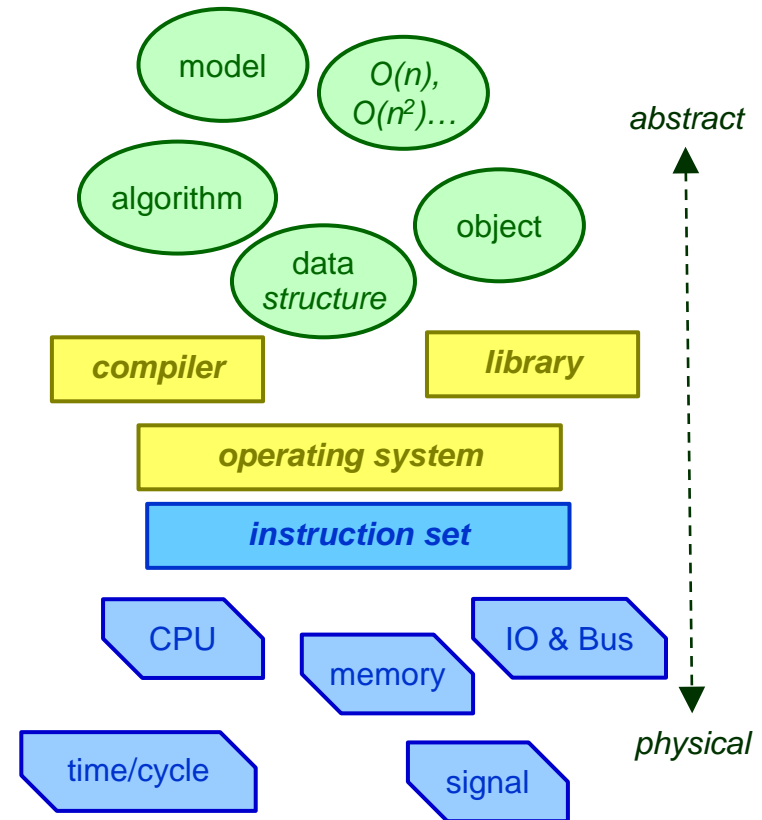 model
O(n),
O(n²)…
abstract
algorithm
object
data
structure
compiler
library
operating system
instruction set
CPU
IO & Bus
memory
physical
time/cycle
signal